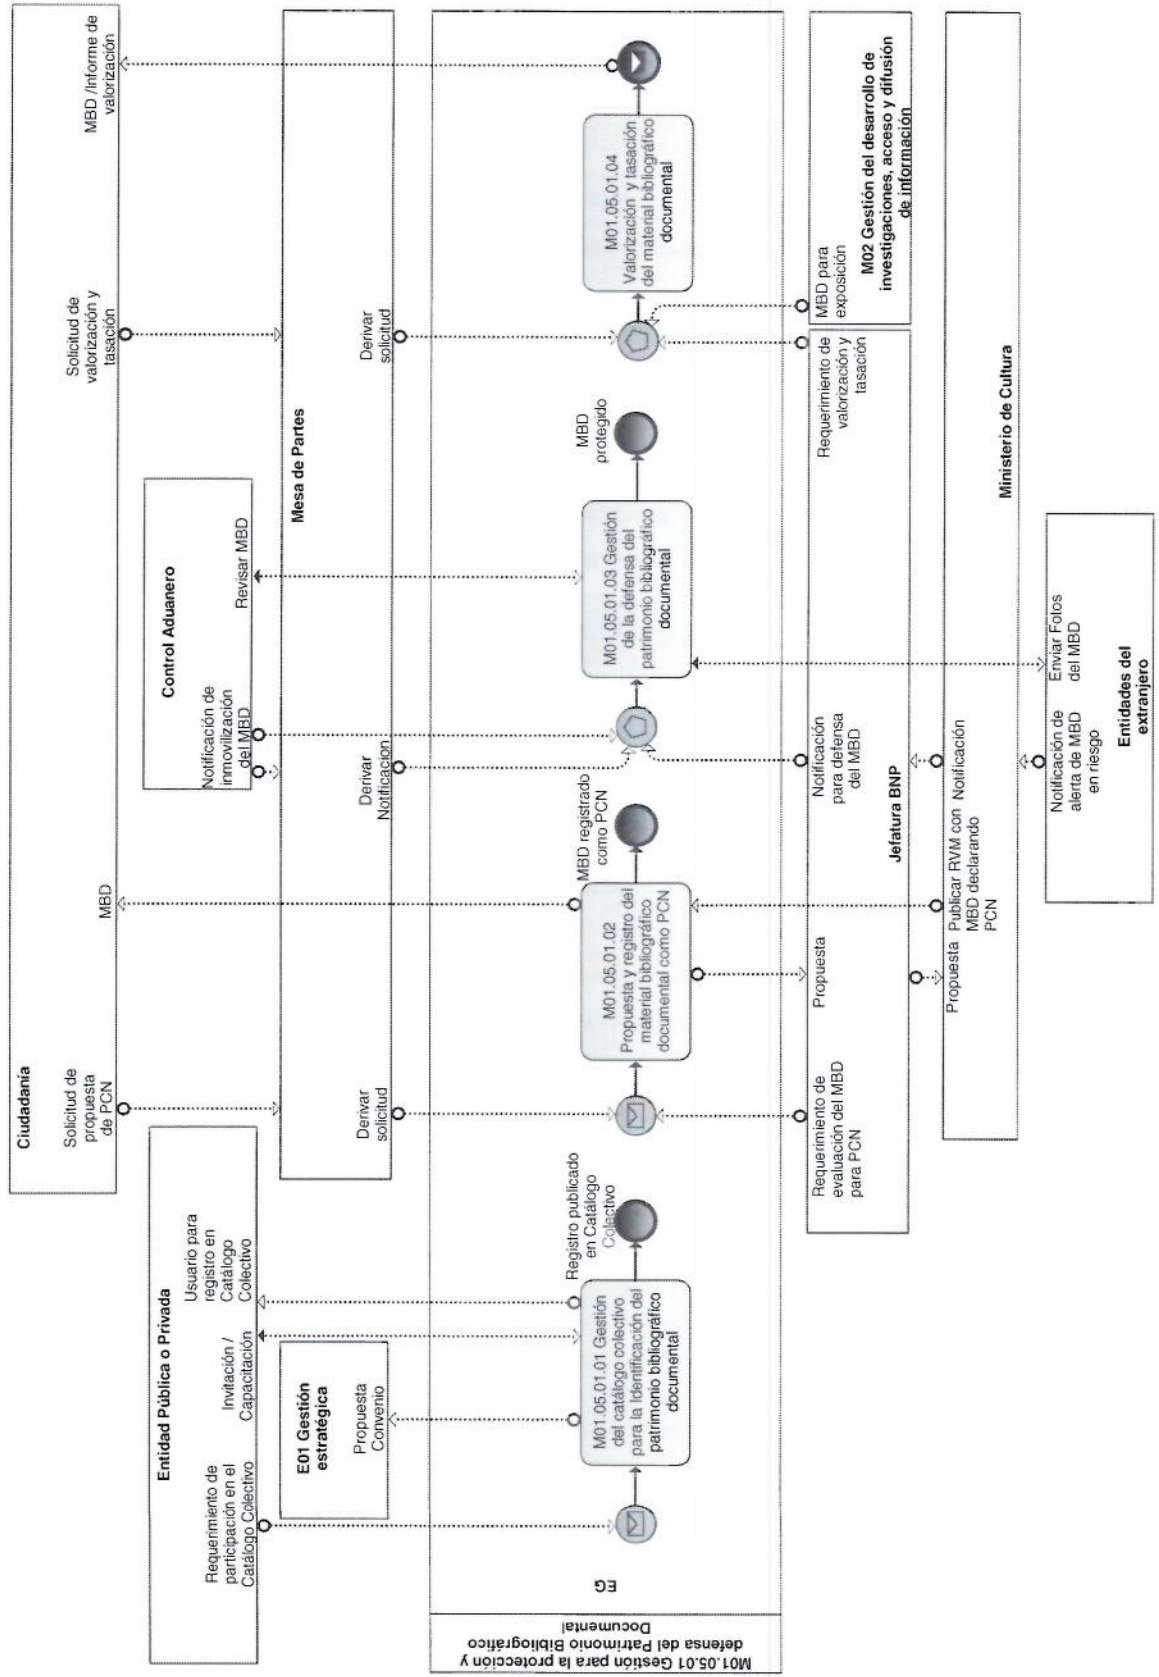 Ciudadanía
Solicitud de
propuesta
de PCN
MBD
Solicitud de
valorización y
tasación
MBD /Informe de
valorización
Entidad Pública o Privada
Requerimiento de
participación en el
Catálogo Colectivo
Invitación /
Capacitación
Usuario para
registro en
Catálogo
Colectivo
Control Aduanero
Notificación de
inmovilización
del MBD
Revisar MBD
E01 Gestión
estratégica
Propuesta
Convenio
Mesa de Partes
Derivar
solicitud
Derivar
Notificacion
Derivar
solicitud
M01.05.01 Gestión para la protección y
defensa del Patrimonio Bibliográfico
Documental
EG
M01.05.01.01 Gestión
del catálogo colectivo
para la Identificación del
patrimonio bibliográfico
documental
Registro publicado
en Catálogo
Colectivo
M01.05.01.02
Propuesta y registro del
material bibliográfico
documental como PCN
MBD registrado
como PCN
M01.05.01.03 Gestión
de la defensa del
patrimonio bibliográfico
documental
MBD
protegido
M01.05.01.04
Valorización y tasación
del material bibliográfico
documental
Requerimiento de
evaluación del MBD
para PCN
Propuesta
Notificación
para defensa
del MBD
Requerimiento de
valorización y
tasación
Jefatura BNP
MBD para
exposición
M02 Gestión del desarrollo de
investigaciones, acceso y difusión
de información
Propuesta
Publicar RVM con
MBD declarando
PCN
Notificación
Ministerio de Cultura
Notificación de
alerta de MBD
en riesgo
Enviar Fotos
del MBD
Entidades del
extranjero